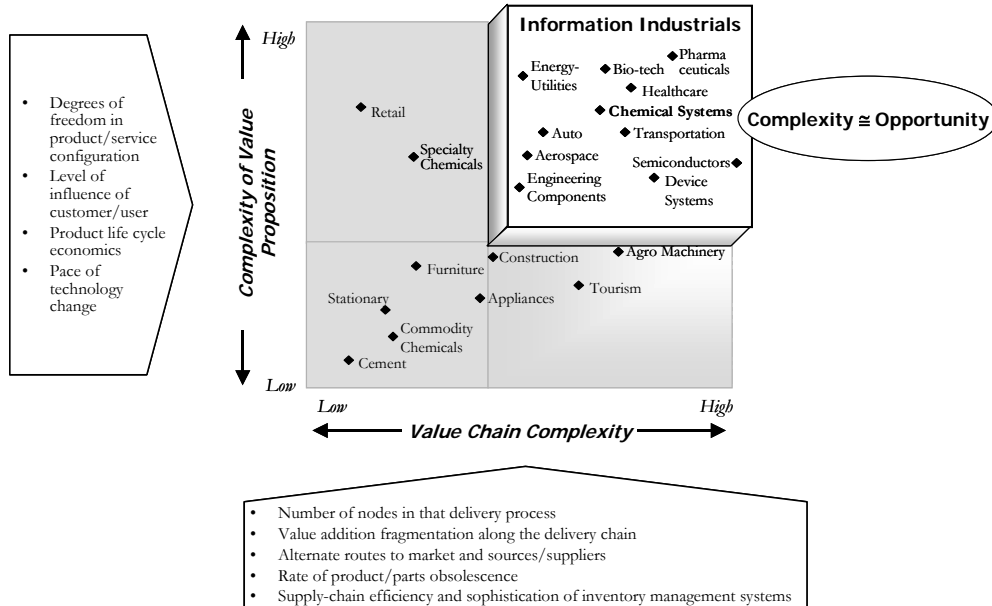 Information Industrials
High
Energy-
Utilities
Bio-tech
Pharma
ceuticals
Healthcare
Retail
Chemical Systems
Complexity ≅ Opportunity
Auto
Transportation
Specialty
Chemicals
Aerospace
Semiconductors
Engineering
Components
Device
Systems
• Degrees of
freedom in
product/service
configuration
• Level of
influence of
customer/user
• Product life cycle
economics
• Pace of
technology
change
Complexity of Value
Proposition
Construction
Agro Machinery
Furniture
Tourism
Stationary
Appliances
Commodity
Chemicals
Cement
Low
Low
High
Value Chain Complexity
• Number of nodes in that delivery process
• Value addition fragmentation along the delivery chain
• Alternate routes to market and sources/suppliers
• Rate of product/parts obsolescence
• Supply-chain efficiency and sophistication of inventory management systems